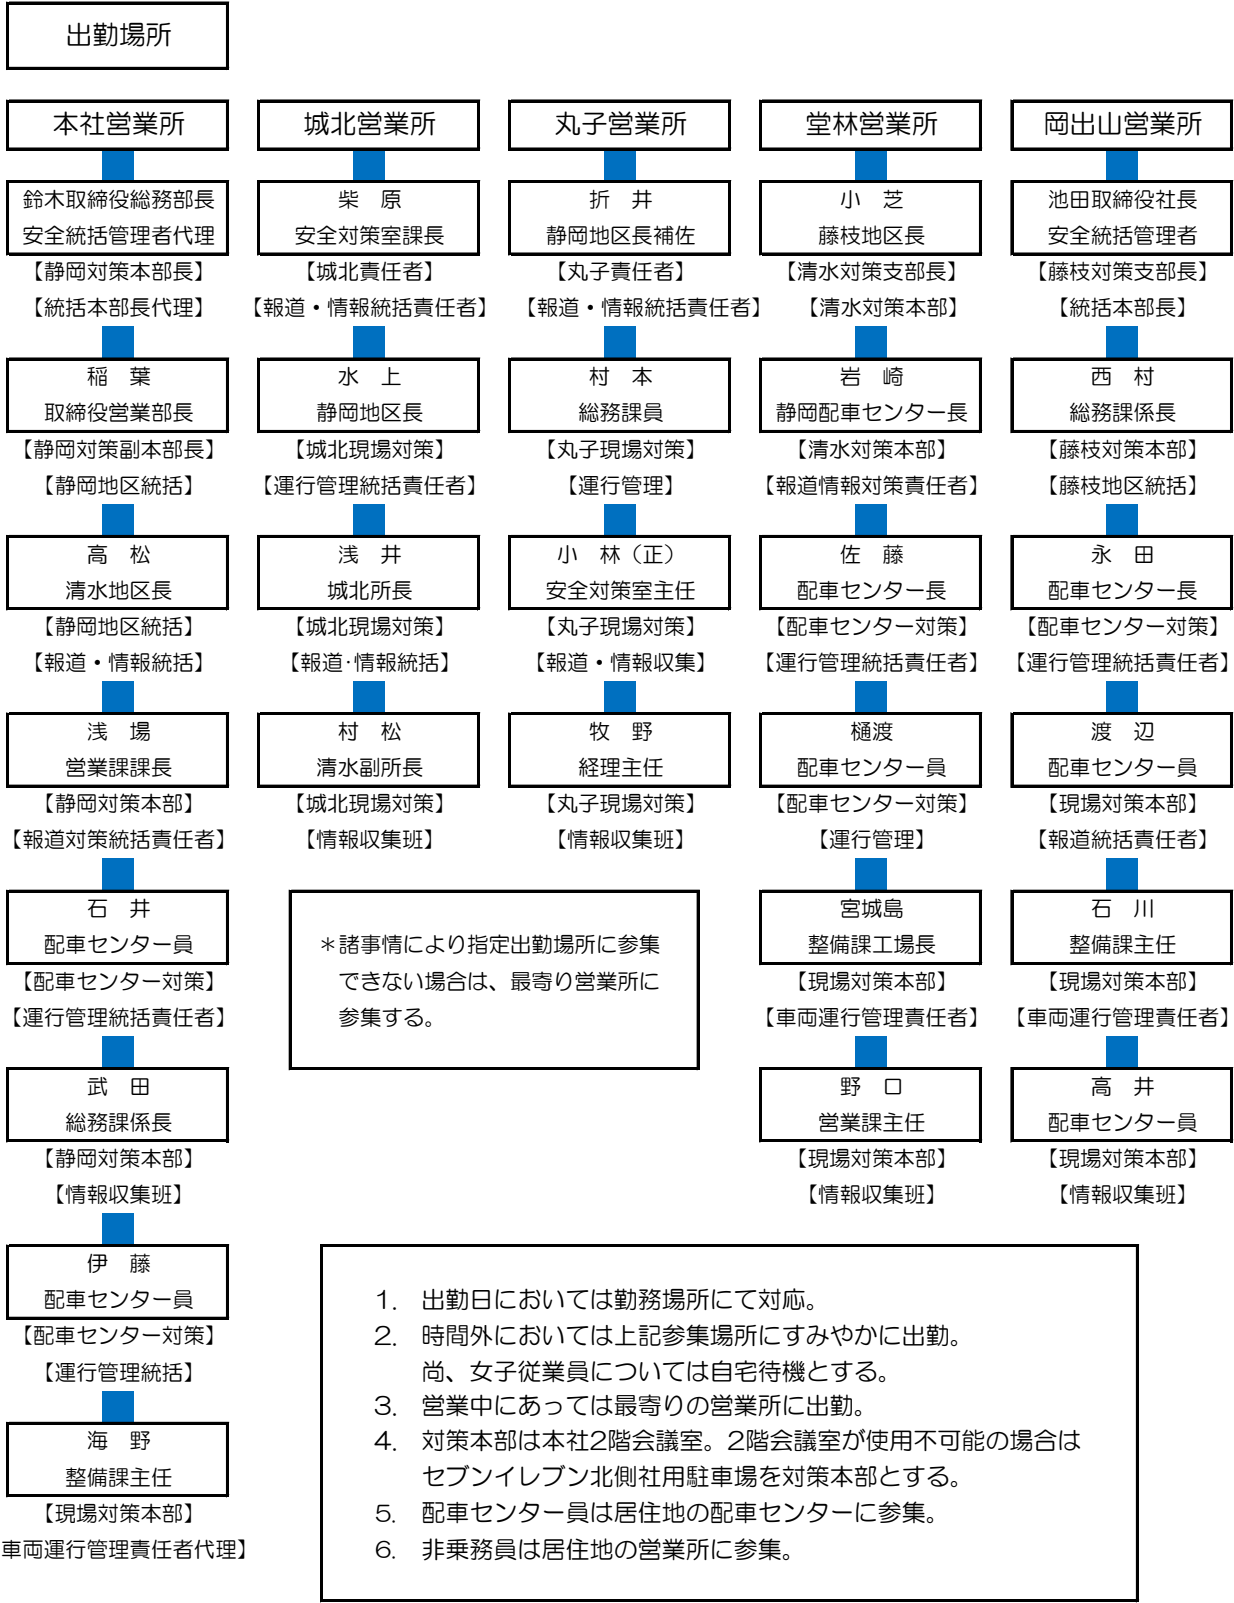 出勤場所
本社営業所
鈴木取締役総務部長
安全統括管理者代理
【静岡対策本部長】
【統括本部長代理】
稲　葉
取締役営業部長
【静岡対策副本部長】
【静岡地区統括】
高　松
清水地区長
【静岡地区統括】
【報道・情報統括】
浅　場
営業課課長
【静岡対策本部】
【報道対策統括責任者】
石　井
配車センター員
【配車センター対策】
【運行管理統括責任者】
武　田
総務課係長
【静岡対策本部】
【情報収集班】
伊　藤
配車センター員
【配車センター対策】
【運行管理統括】
海　野
整備課主任
【現場対策本部】
車両運行管理責任者代理】
城北営業所
柴　原
安全対策室課長
【城北責任者】
【報道・情報統括責任者】
水　上
静岡地区長
【城北現場対策】
【運行管理統括責任者】
浅　井
城北所長
【城北現場対策】
【報道･情報統括】
村　松
清水副所長
【城北現場対策】
【情報収集班】
丸子営業所
折　井
静岡地区長補佐
【丸子責任者】
【報道・情報統括責任者】
村　本
総務課員
【丸子現場対策】
【運行管理】
小　林（正）
安全対策室主任
【丸子現場対策】
【報道・情報収集】
牧　野
経理主任
【丸子現場対策】
【情報収集班】
堂林営業所
小　芝
藤枝地区長
【清水対策支部長】
【清水対策本部】
岩　崎
静岡配車センター長
【清水対策本部】
【報道情報対策責任者】
佐　藤
配車センター長
【配車センター対策】
【運行管理統括責任者】
樋渡
配車センター員
【配車センター対策】
【運行管理】
宮城島
整備課工場長
【現場対策本部】
【車両運行管理責任者】
野　口
営業課主任
【現場対策本部】
【情報収集班】
岡出山営業所
池田取締役社長
安全統括管理者
【藤枝対策支部長】
【統括本部長】
西　村
総務課係長
【藤枝対策本部】
【藤枝地区統括】
永　田
配車センター長
【配車センター対策】
【運行管理統括責任者】
渡　辺
配車センター員
【現場対策本部】
【報道統括責任者】
石　川
整備課主任
【現場対策本部】
【車両運行管理責任者】
高　井
配車センター員
【現場対策本部】
【情報収集班】
＊諸事情により指定出勤場所に参集
できない場合は、最寄り営業所に
参集する。
1.　出勤日においては勤務場所にて対応。
2.　時間外においては上記参集場所にすみやかに出勤。
尚、女子従業員については自宅待機とする。
3.　営業中にあっては最寄りの営業所に出勤。
4.　対策本部は本社2階会議室。2階会議室が使用不可能の場合は
セブンイレブン北側社用駐車場を対策本部とする。
5.　配車センター員は居住地の配車センターに参集。
6.　非乗務員は居住地の営業所に参集。